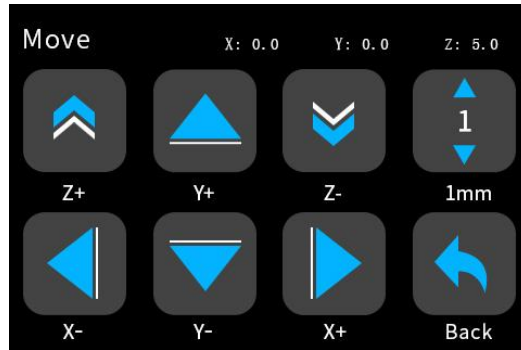 Move X: 0.0 Y: 0.0 Z: 5.0
1
Z+ Y+ Z- 1mm
X- Y- X+ Back